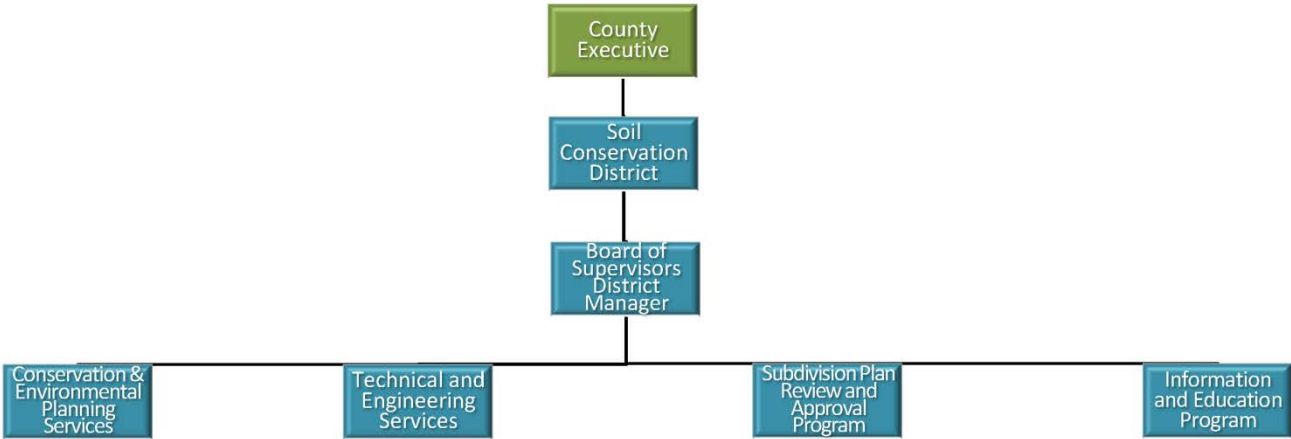 County
Executive
Soil
Conservation
District
Board of
Supervisors
District
Manager
Conservation &
Environmental
Planning
Services
Technical and
Engineering
Services
Subdivision Plan
Review and
Approval
Program
Information
and Education
Program